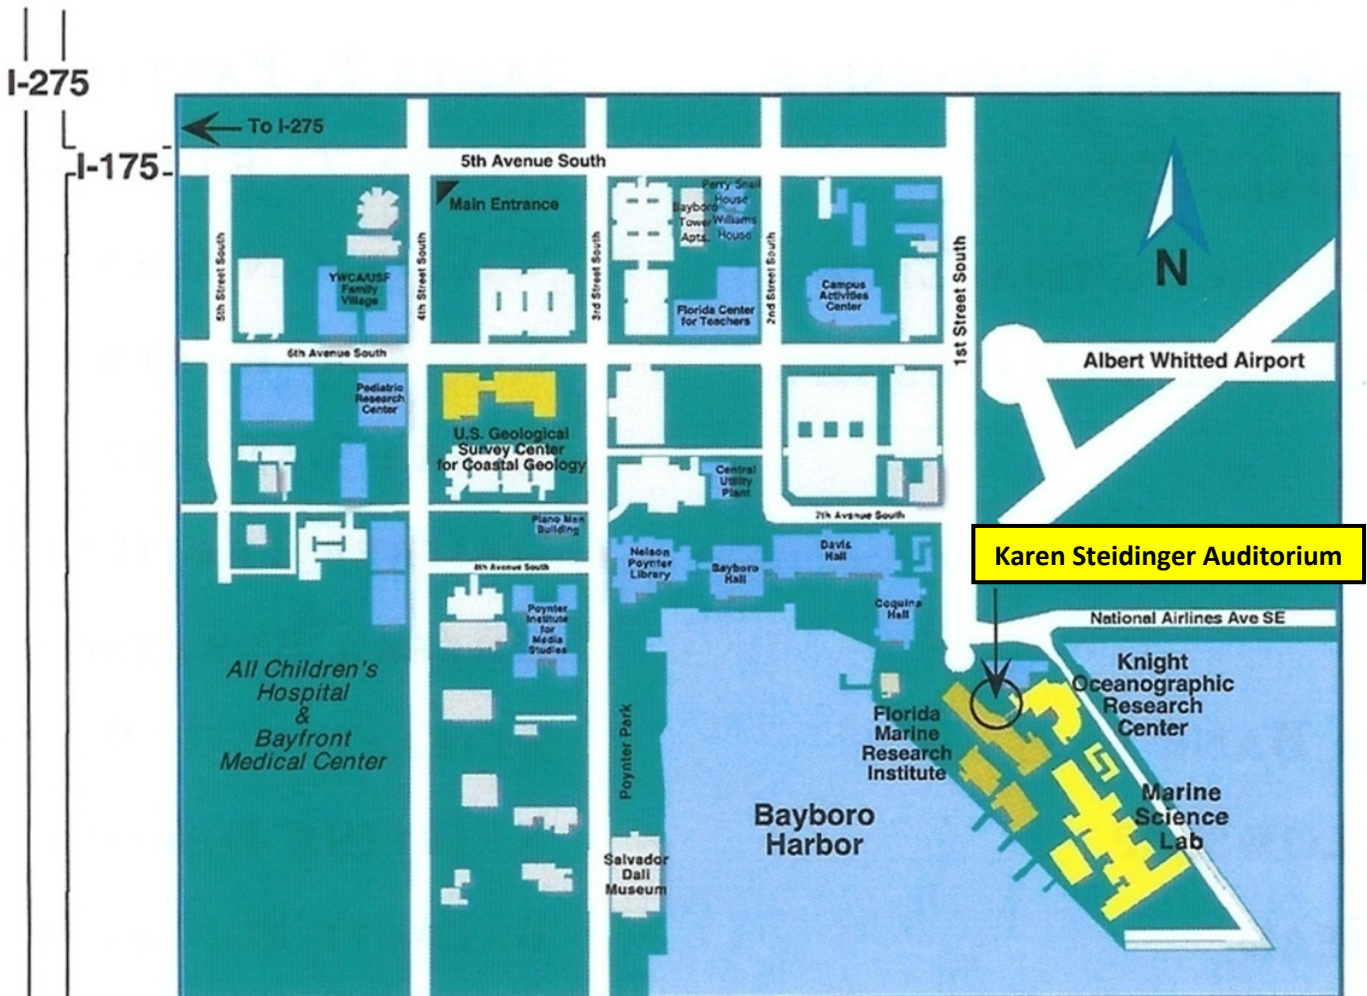 I-275
I-175
To I-275
5th Avenue South
Main Entrance
Perry Snell
House
Williams
House
Bayboro
Tower
Apts.
5th Street South
4th Street South
3rd Street South
2nd Street South
1st Street South
YWCA/USF
Family
Village
Florida Center
for Teachers
Campus
Activities
Center
N
Albert Whitted Airport
6th Avenue South
Pediatric
Research
Center
U.S. Geological
Survey Center
for Coastal Geology
Central
Utility
Plant
7th Avenue South
Piano Man
Building
8th Avenue South
Nelson
Poynter
Library
Bayboro
Hall
Davis
Hall
Coquina
Hall
Karen Steidinger Auditorium
National Airlines Ave SE
Poynter
Institute
for
Media
Studies
All Children's
Hospital
&
Bayfront
Medical Center
Poynter Park
Knight
Oceanographic
Research
Center
Florida
Marine
Research
Institute
Marine
Science
Lab
Bayboro
Harbor
Salvador
Dali
Museum